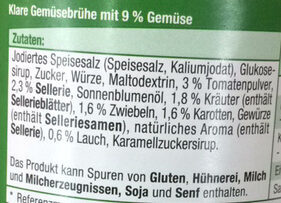 Klare Gemüsebrühe mit 9 % Gemüse
Zutaten:
Jodiertes Speisesalz (Speisesalz, Kaliumjodat), Glukose-
sirup, Zucker, Würze, Maltodextrin, 3 % Tomatenpulver,
2,3 % Sellerie, Sonnenblumenöl, 1,8 % Kräuter (enthält
Sellerieblätter), 1,6 % Zwiebeln, 1,6 % Karotten, Gewürze
(enthält Selleriesamen), natürliches Aroma (enthält
Sellerie), 0,6 % Lauch, Karamellzuckersirup.
Das Produkt kann Spuren von Gluten, Hühnerei, Milch
und Milcherzeugnissen, Soja und Senf enthalten.